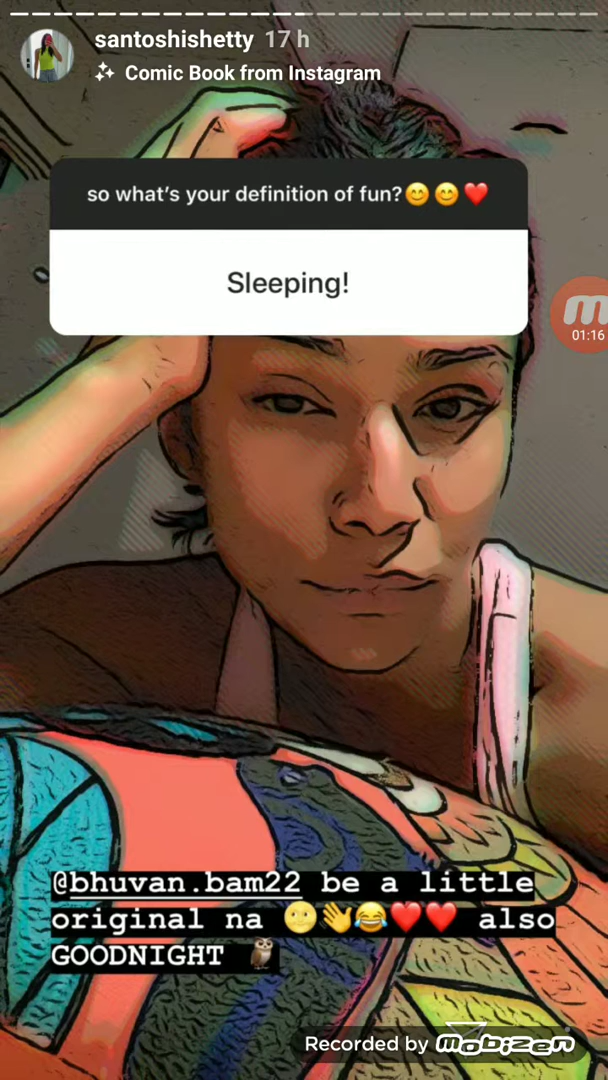 santoshishetty 17 h
Comic Book from Instagram
so what's your definition of fun?😊😊❤️
Sleeping!
01:16
@bhuvan.bam22 be a little
original na 🌝👋😂❤️❤️ also
GOODNIGHT 🦉
Recorded by mobizen